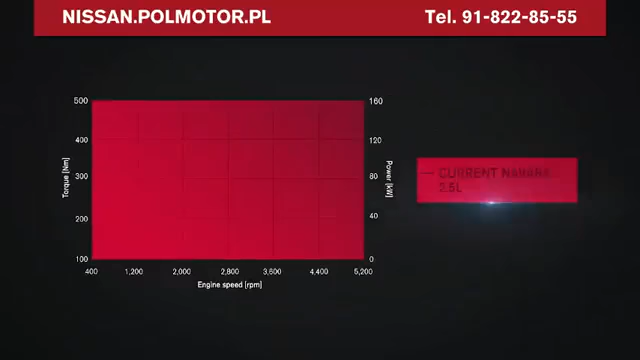 NISSAN.POLMOTOR.PL
Tel. 91-822-85-55
500
400
300
200
100
Torque [Nm]
160
120
80
40
0
Power [kW]
400
1,200
2,000
2,800
3,600
4,400
5,200
Engine speed [rpm]
CURRENT NAVARA
2.5L